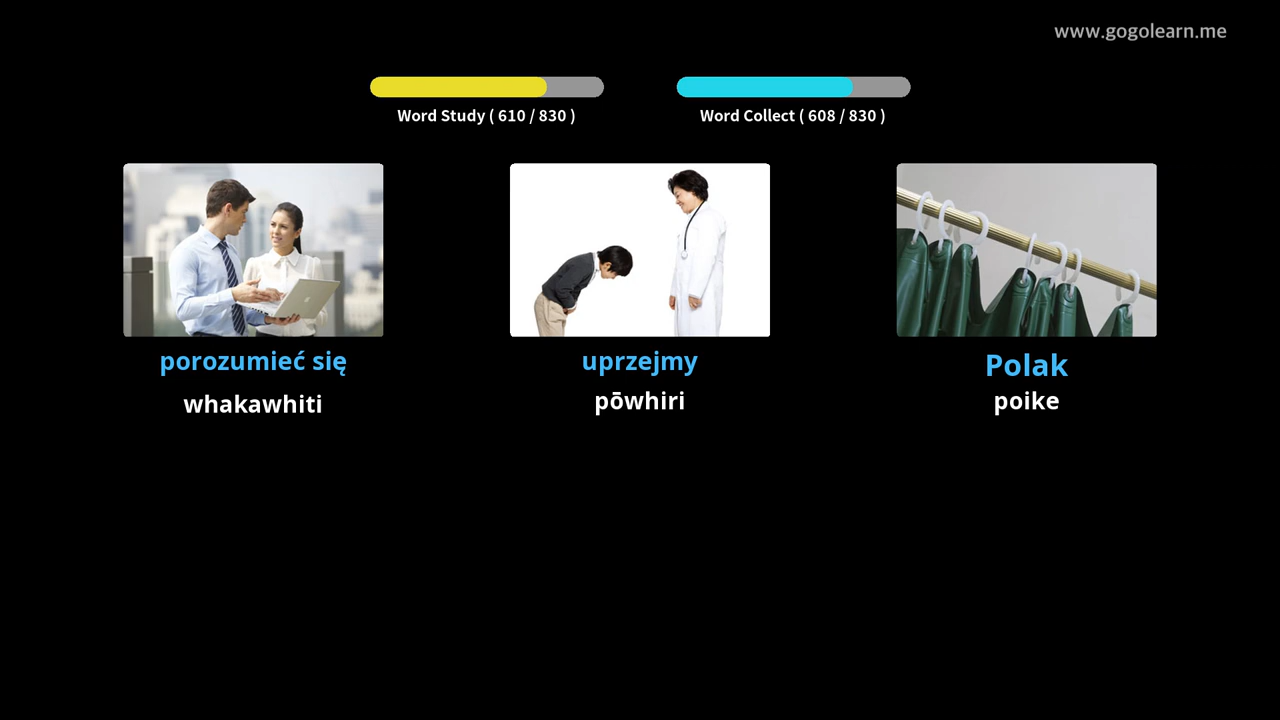 www.gogolearn.me
Word Study ( 610 / 830 )
Word Collect ( 608 / 830 )
porozumieć się
whakawhiti
uprzejmy
pōwhiri
Polak
poike